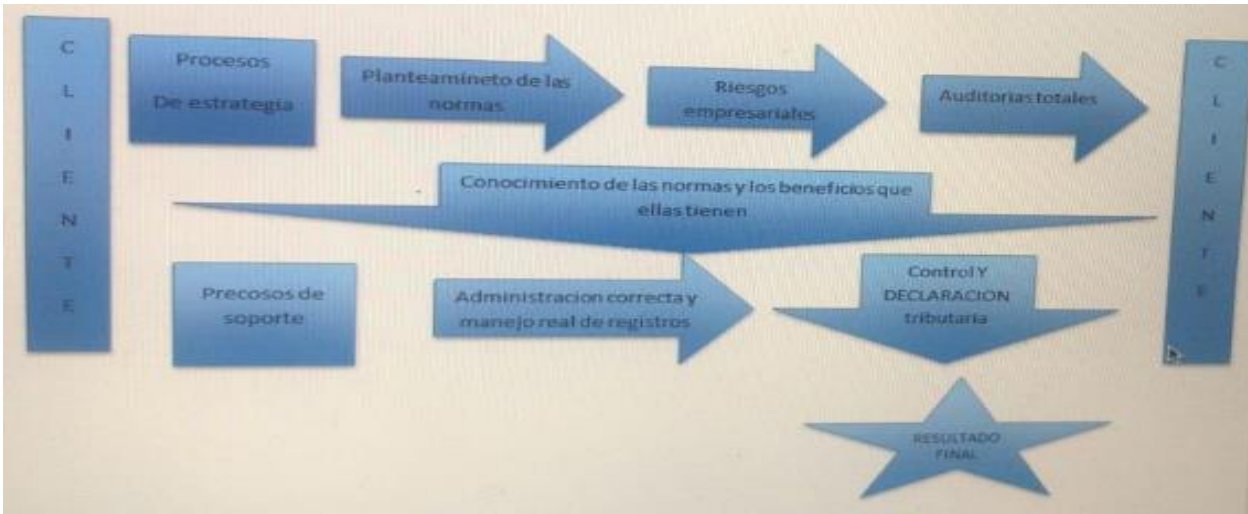 C
L
I
E
N
T
E
Procesos
De estrategia
Planteamineto de las
normas
Riesgos
empresariales
Auditorias totales
Conocimiento de las normas y los beneficios que
ellas tienen
Precosos de
soporte
Administracion correcta y
manejo real de registros
Control Y
DECLARACION
tributaria
RESULTADO
FINAL
C
L
I
E
N
T
E